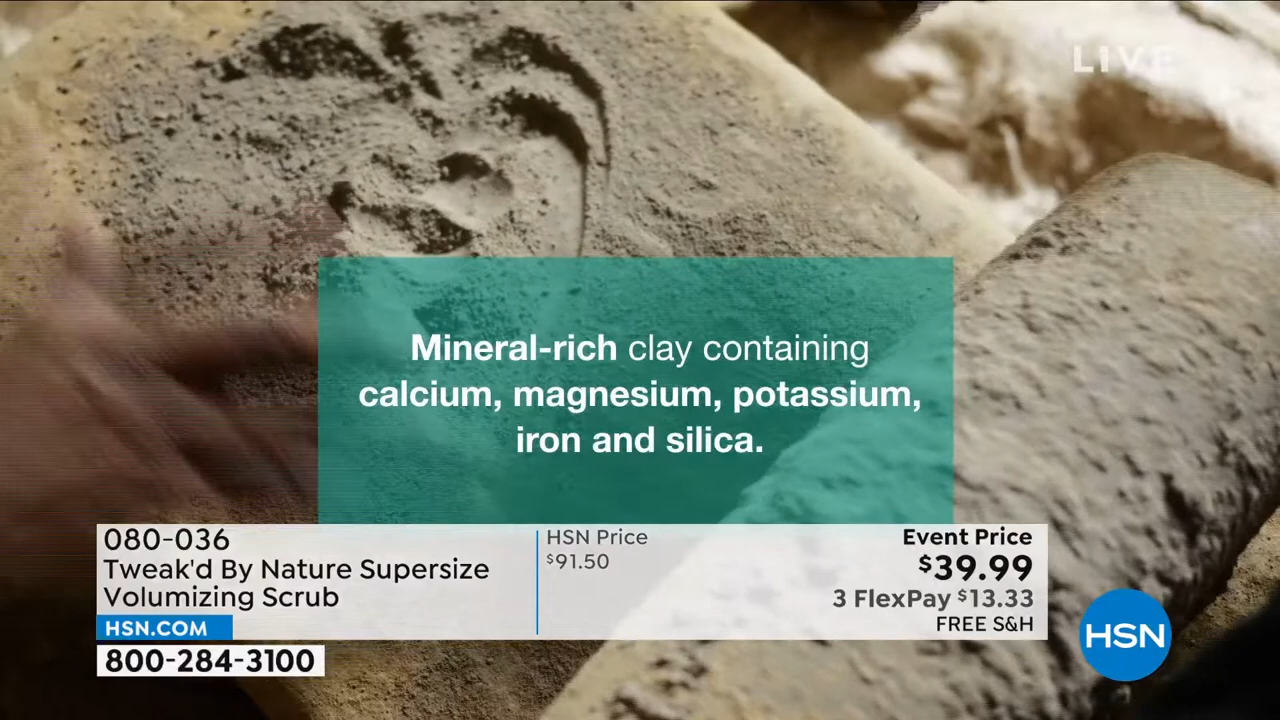 LIVE
Mineral-rich clay containing
calcium, magnesium, potassium,
iron and silica.
080-036
Tweak'd By Nature Supersize
Volumizing Scrub
HSN.COM
800-284-3100
HSN Price
$91.50
Event Price
$39.99
3 FlexPay $13.33
FREE S&H
HSN